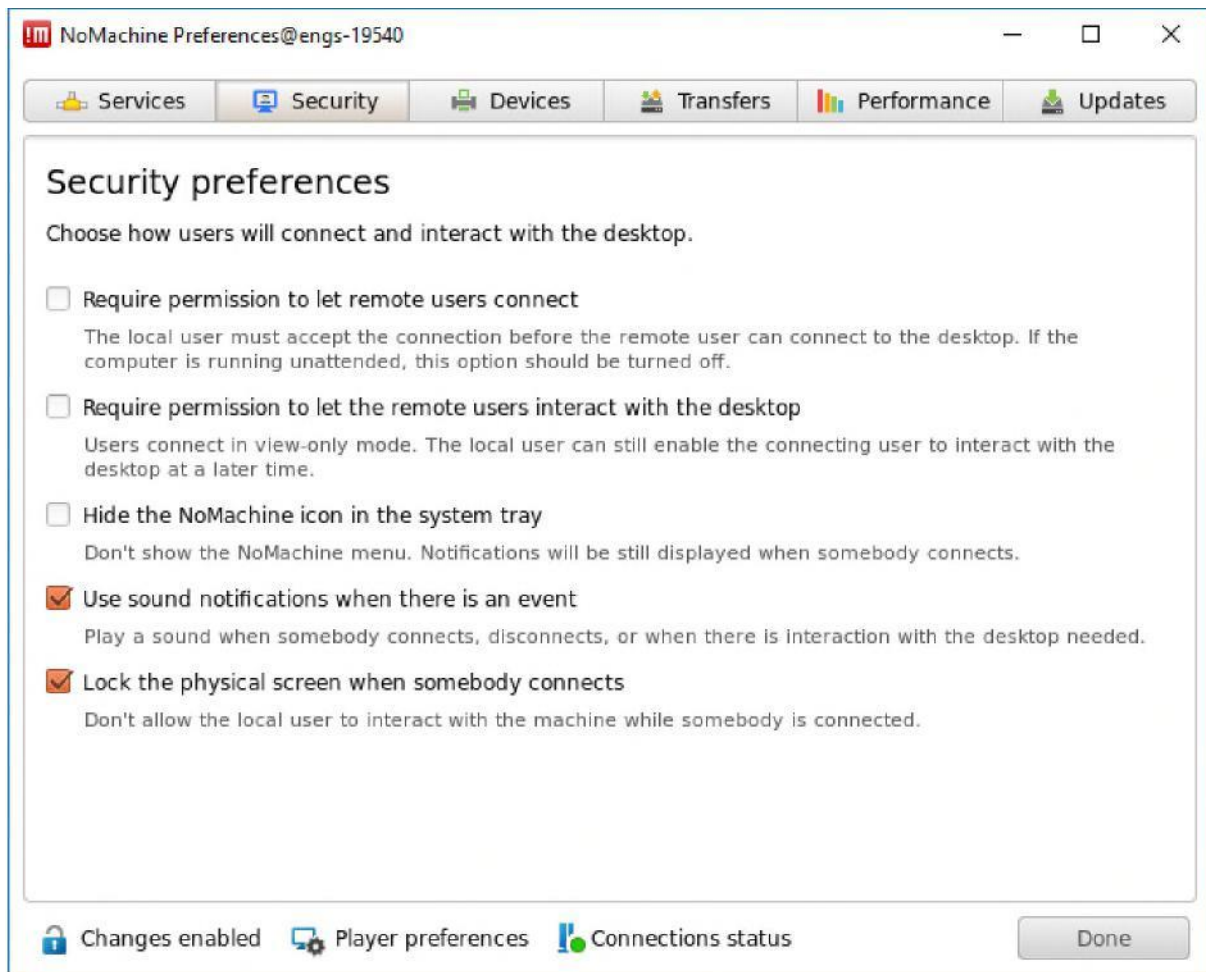 !m NoMachine Preferences@engs-19540
Services Security Devices Transfers Performance Updates
Security preferences
Choose how users will connect and interact with the desktop.
Require permission to let remote users connect
The local user must accept the connection before the remote user can connect to the desktop. If the
computer is running unattended, this option should be turned off.
Require permission to let the remote users interact with the desktop
Users connect in view-only mode. The local user can still enable the connecting user to interact with the
desktop at a later time.
Hide the NoMachine icon in the system tray
Don't show the NoMachine menu. Notifications will be still displayed when somebody connects.
Use sound notifications when there is an event
Play a sound when somebody connects, disconnects, or when there is interaction with the desktop needed.
Lock the physical screen when somebody connects
Don't allow the local user to interact with the machine while somebody is connected.
Changes enabled Player preferences Connections status Done